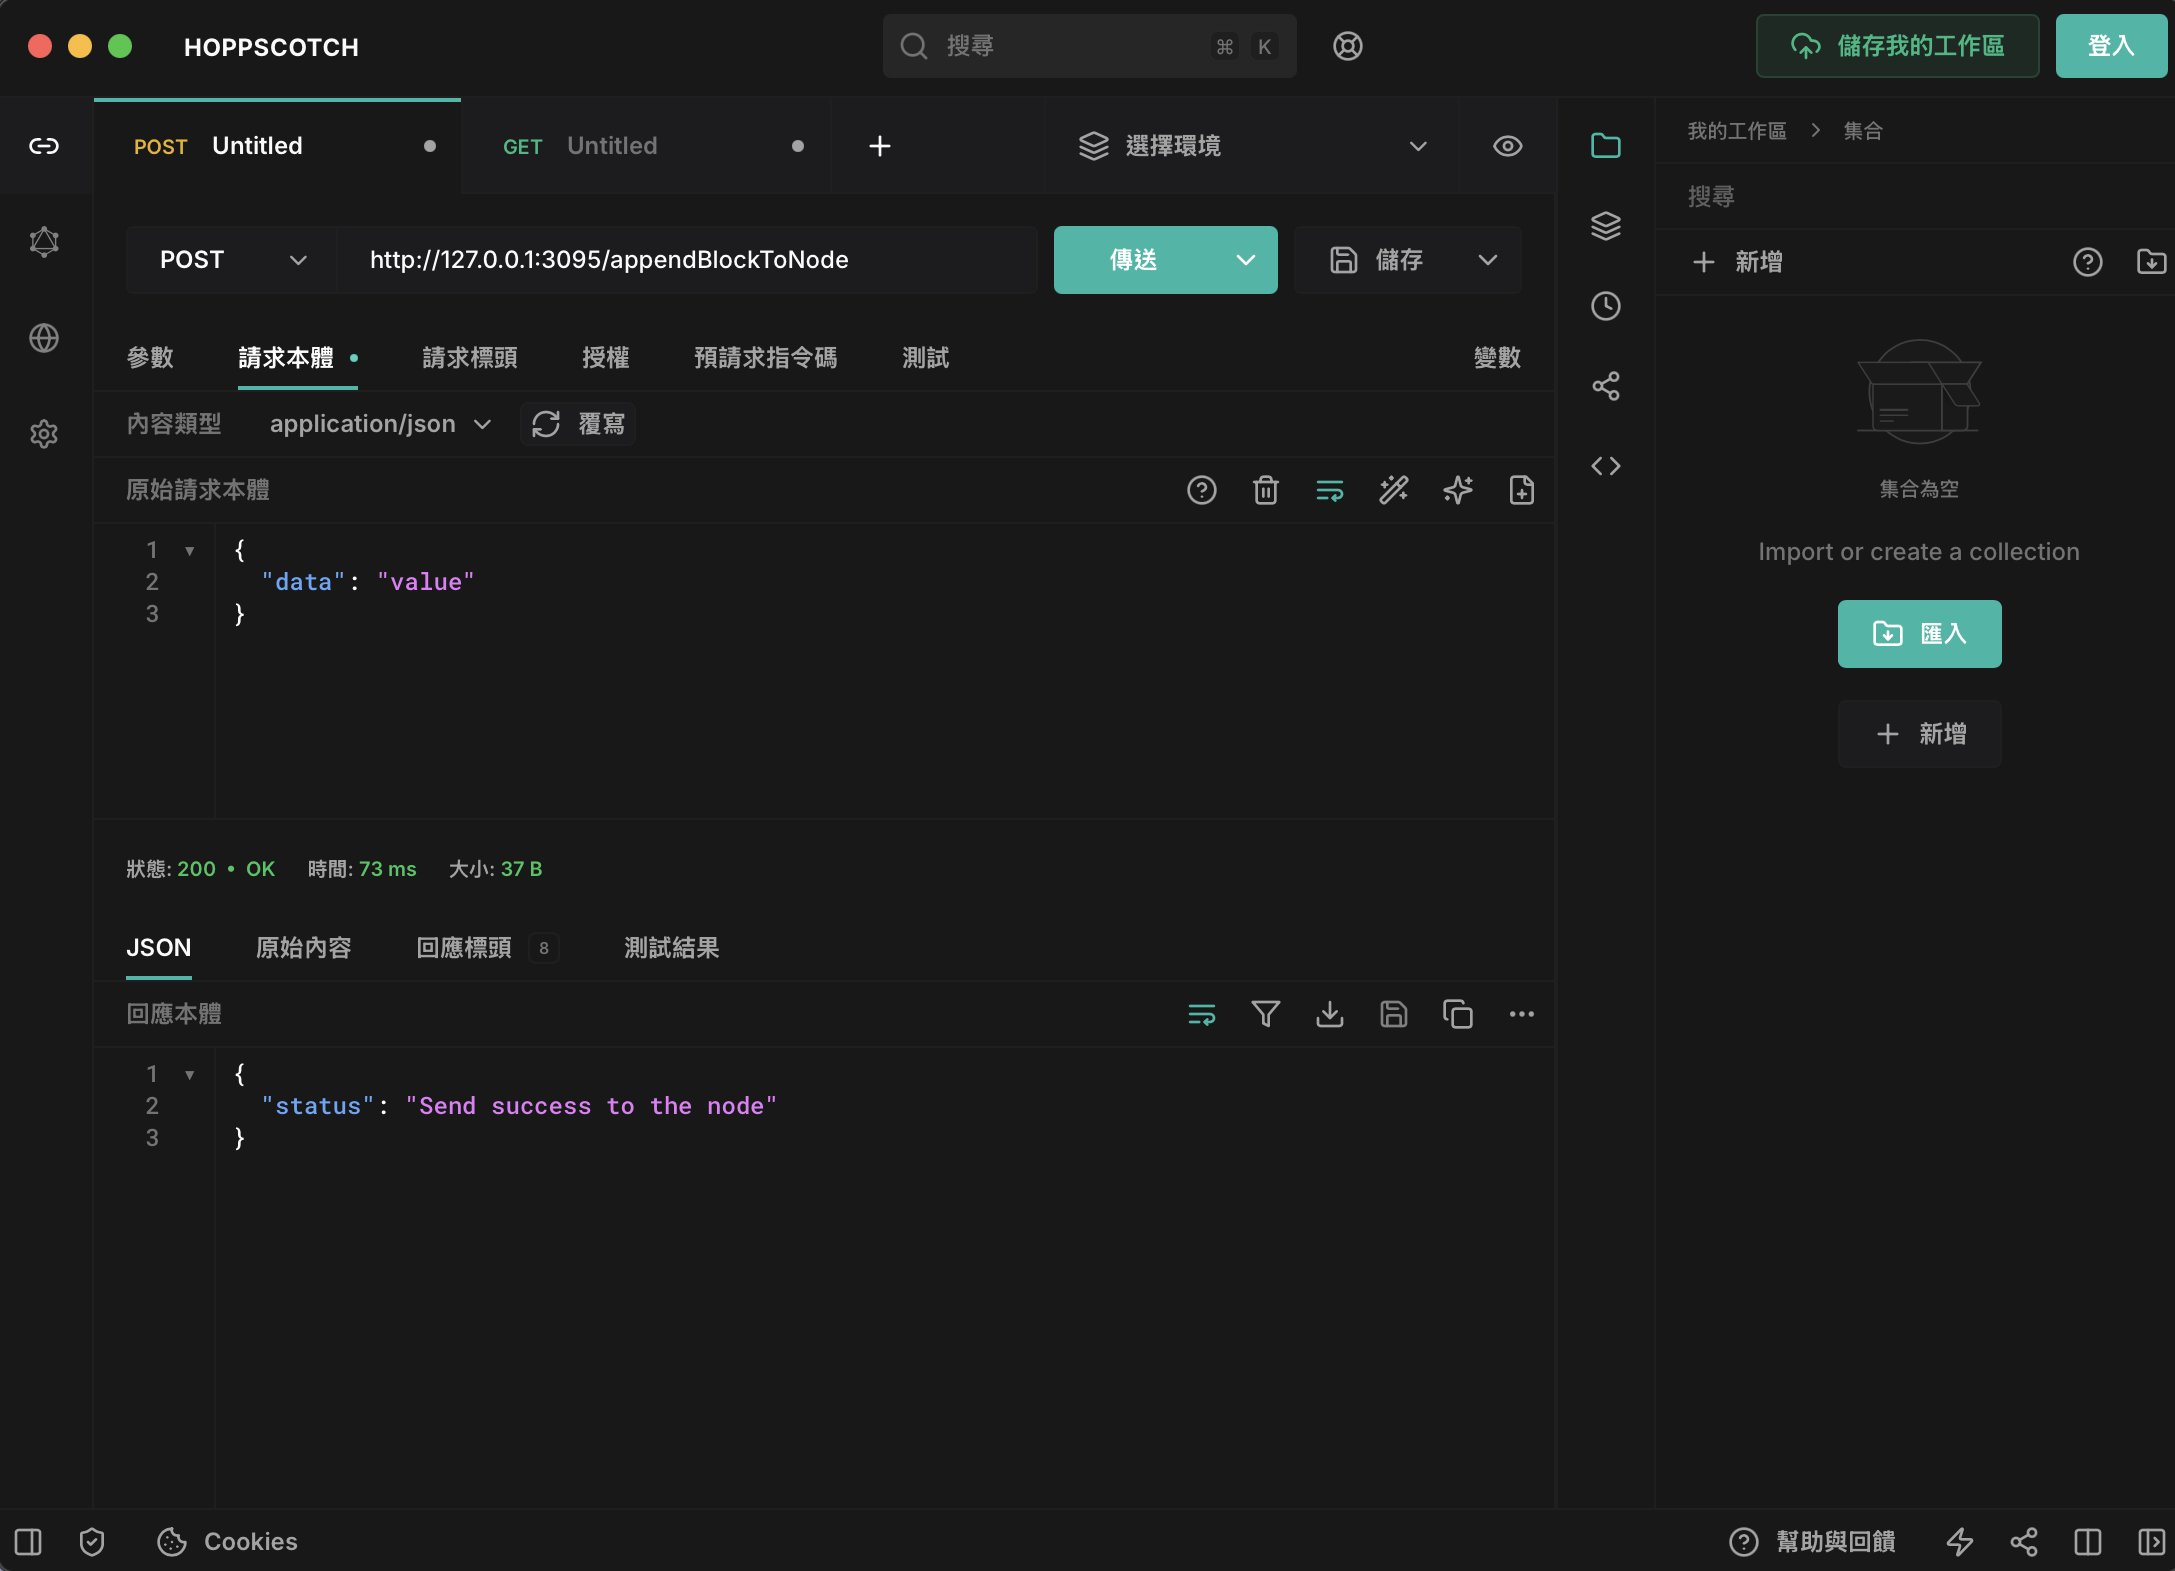 HOPPSCOTCH
搜尋
⌘ K
儲存我的工作區
登入
POST Untitled
GET Untitled
選擇環境
POST
http://127.0.0.1:3095/appendBlockToNode
傳送
儲存
參數
請求本體
請求標頭
授權
預請求指令碼
測試
變數
內容類型
application/json
覆寫
原始請求本體
1 {
2 "data": "value"
3 }
狀態: 200 • OK
時間: 73 ms
大小: 37 B
JSON
原始內容
回應標頭 8
測試結果
回應本體
1 {
2 "status": "Send success to the node"
3 }
我的工作區 > 集合
搜尋
新增
集合為空
Import or create a collection
匯入
新增
Cookies
幫助與回饋